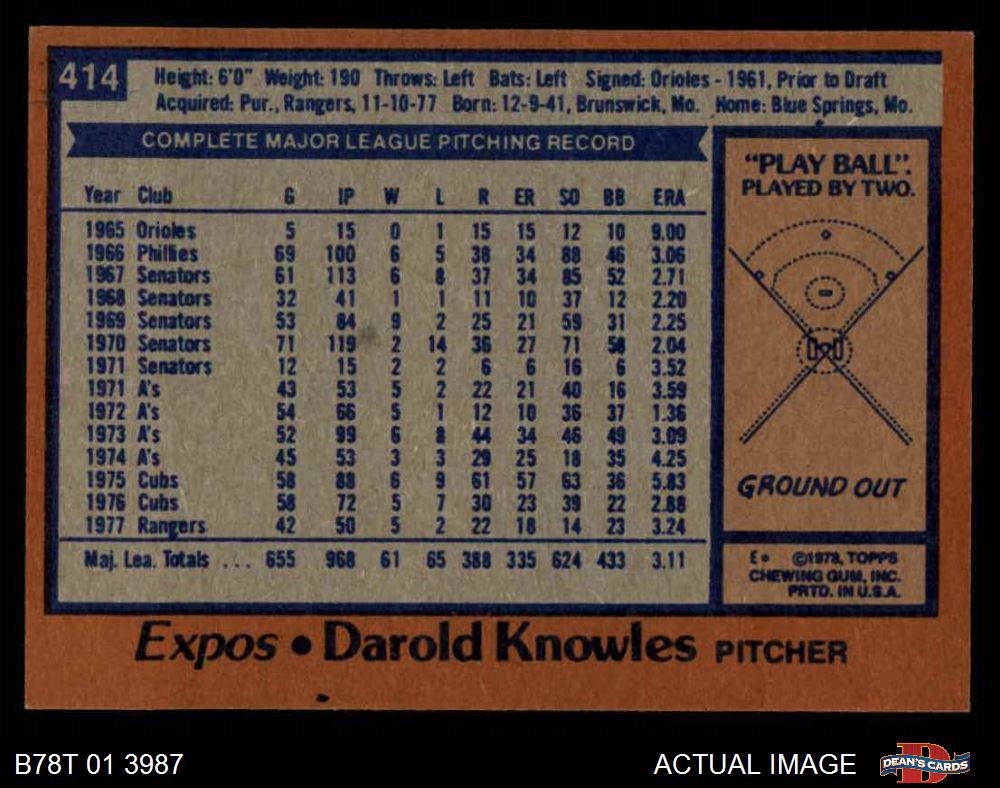 414
Height: 6'0" Weight: 190 Throws: Left Bats: Left Signed: Orioles - 1961, Prior to Draft
Acquired: Pur., Rangers, 11-10-77 Born: 12-9-41, Brunswick, Mo. Home: Blue Springs, Mo.
COMPLETE MAJOR LEAGUE PITCHING RECORD
Year Club G IP W L R ER SO BB ERA
1965 Orioles 5 15 0 1 15 15 12 10 9.00
1966 Phillies 69 100 6 5 38 34 88 46 3.06
1967 Senators 61 113 6 8 37 34 85 52 2.71
1968 Senators 32 41 1 1 11 10 37 12 2.20
1969 Senators 53 84 9 2 25 21 59 31 2.25
1970 Senators 71 119 2 14 36 27 71 58 2.04
1971 Senators 12 15 2 2 6 6 16 6 3.52
1971 A's 43 53 5 2 22 21 40 16 3.59
1972 A's 54 66 5 1 12 10 36 37 1.36
1973 A's 52 99 6 8 44 34 46 49 3.09
1974 A's 45 53 3 3 29 25 18 35 4.25
1975 Cubs 58 88 6 9 61 57 63 36 5.83
1976 Cubs 58 72 5 7 30 23 39 22 2.88
1977 Rangers 42 50 5 2 22 18 14 23 3.24
Maj. Lea. Totals ... 655 968 61 65 388 335 624 433 3.11
"PLAY BALL".
PLAYED BY TWO.
GROUND OUT
E* ©1978, TOPPS
CHEWING GUM, INC.
PRTD. IN U.S.A.
Expos • Darold Knowles PITCHER
B78T 01 3987
ACTUAL IMAGE
DEAN'S CARDS